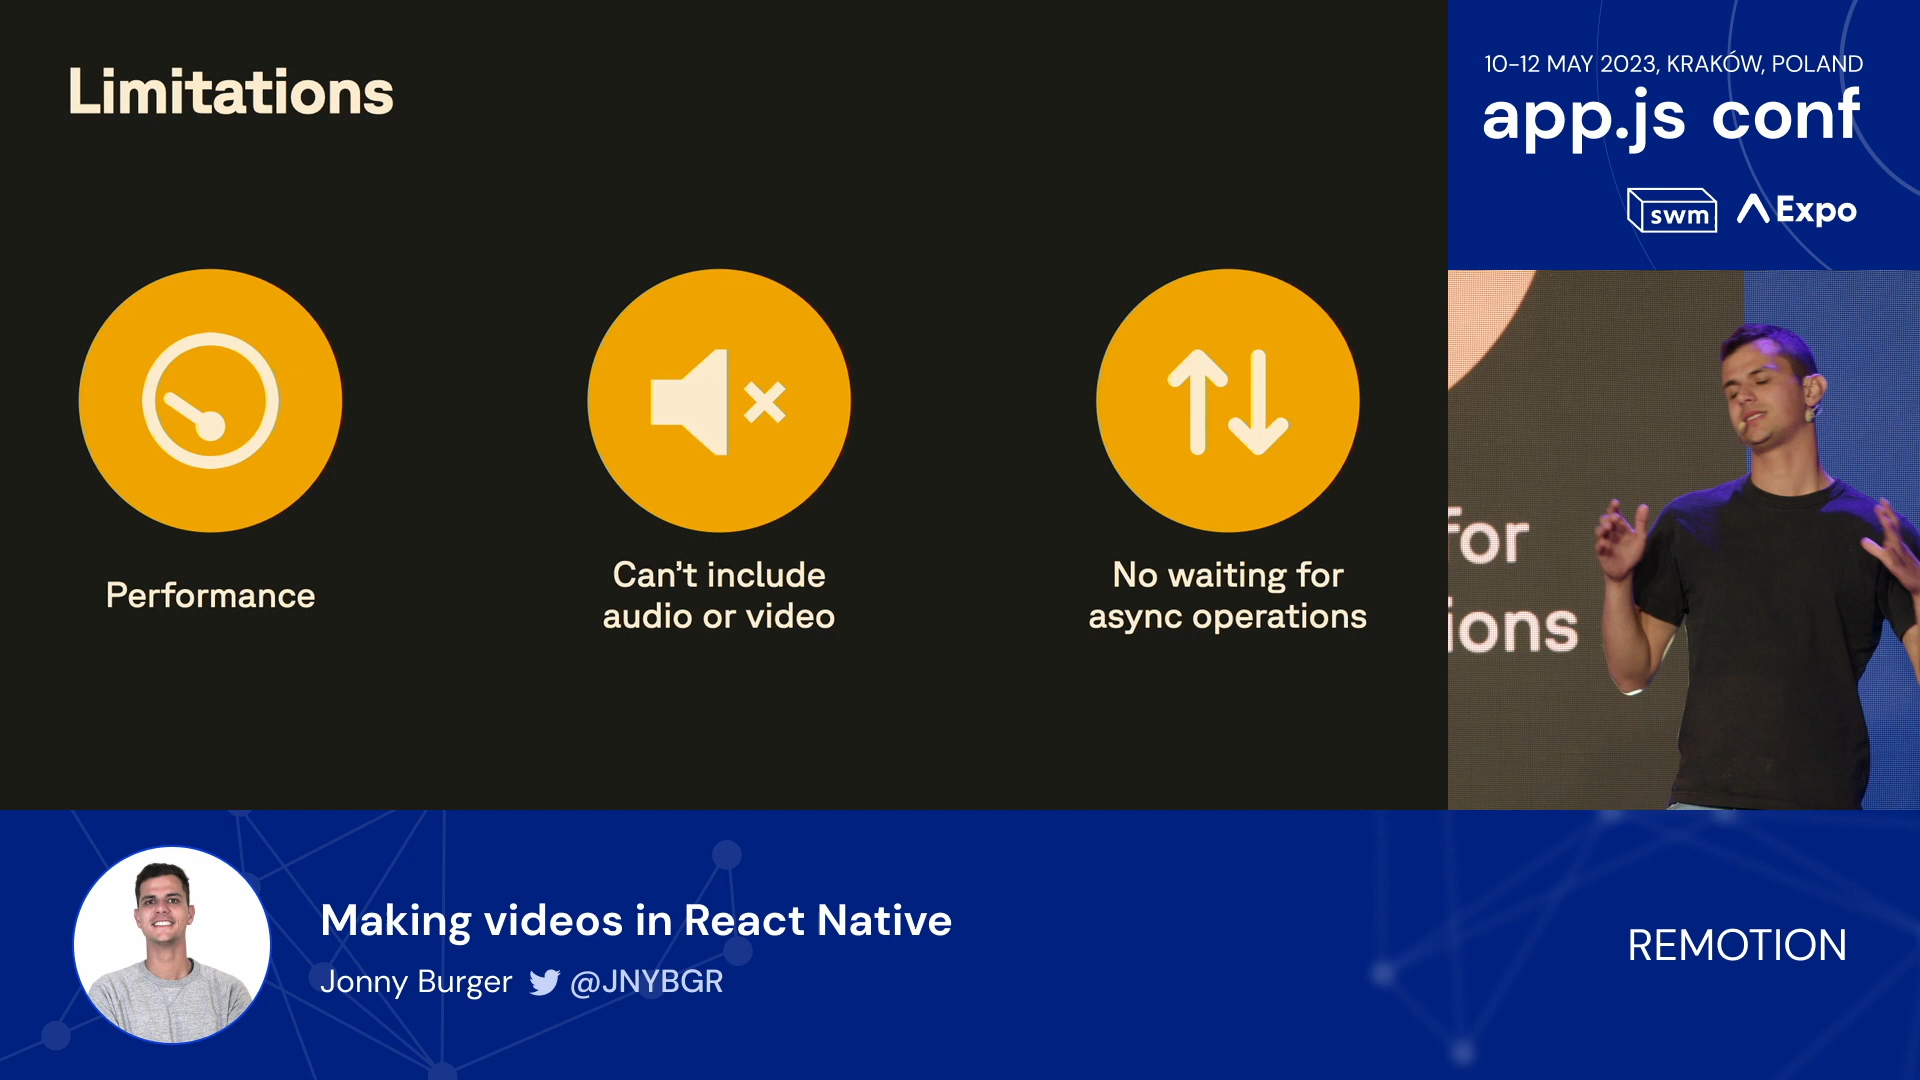 Limitations
Performance
Can't include
audio or video
No waiting for
async operations
10-12 MAY 2023, KRAKÓW, POLAND
app.js conf
swm
Expo
for
ions
Making videos in React Native
Jonny Burger @JNYBGR
REMOTION